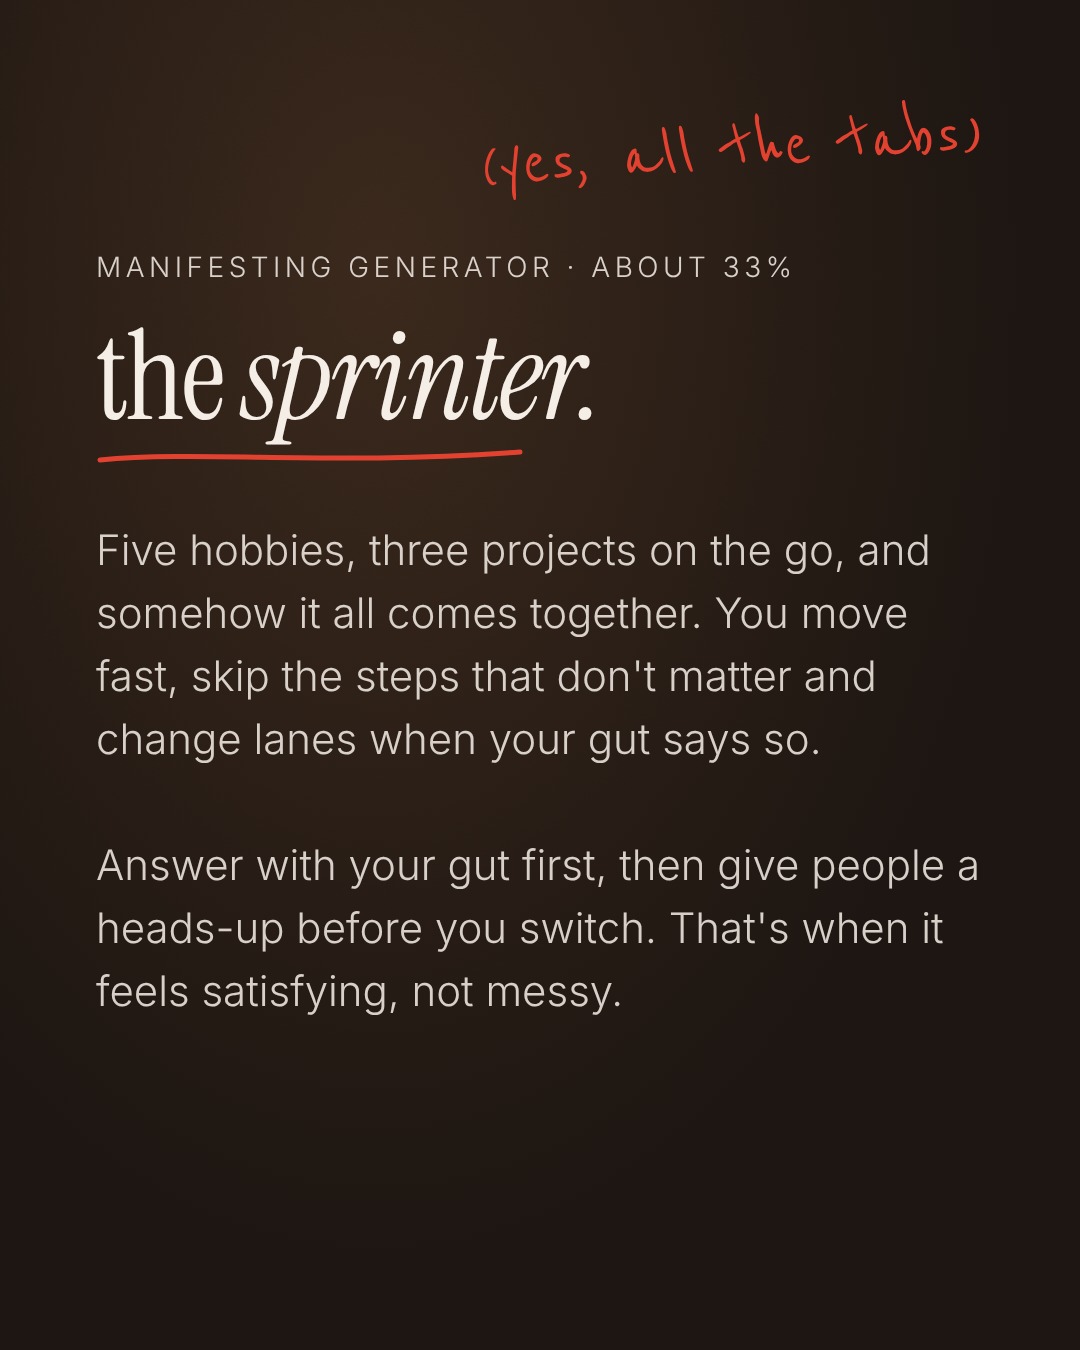 (yes, all the tabs)
MANIFESTING GENERATOR · ABOUT 33%
the sprinter.
Five hobbies, three projects on the go, and
somehow it all comes together. You move
fast, skip the steps that don't matter and
change lanes when your gut says so.
Answer with your gut first, then give people a
heads-up before you switch. That's when it
feels satisfying, not messy.